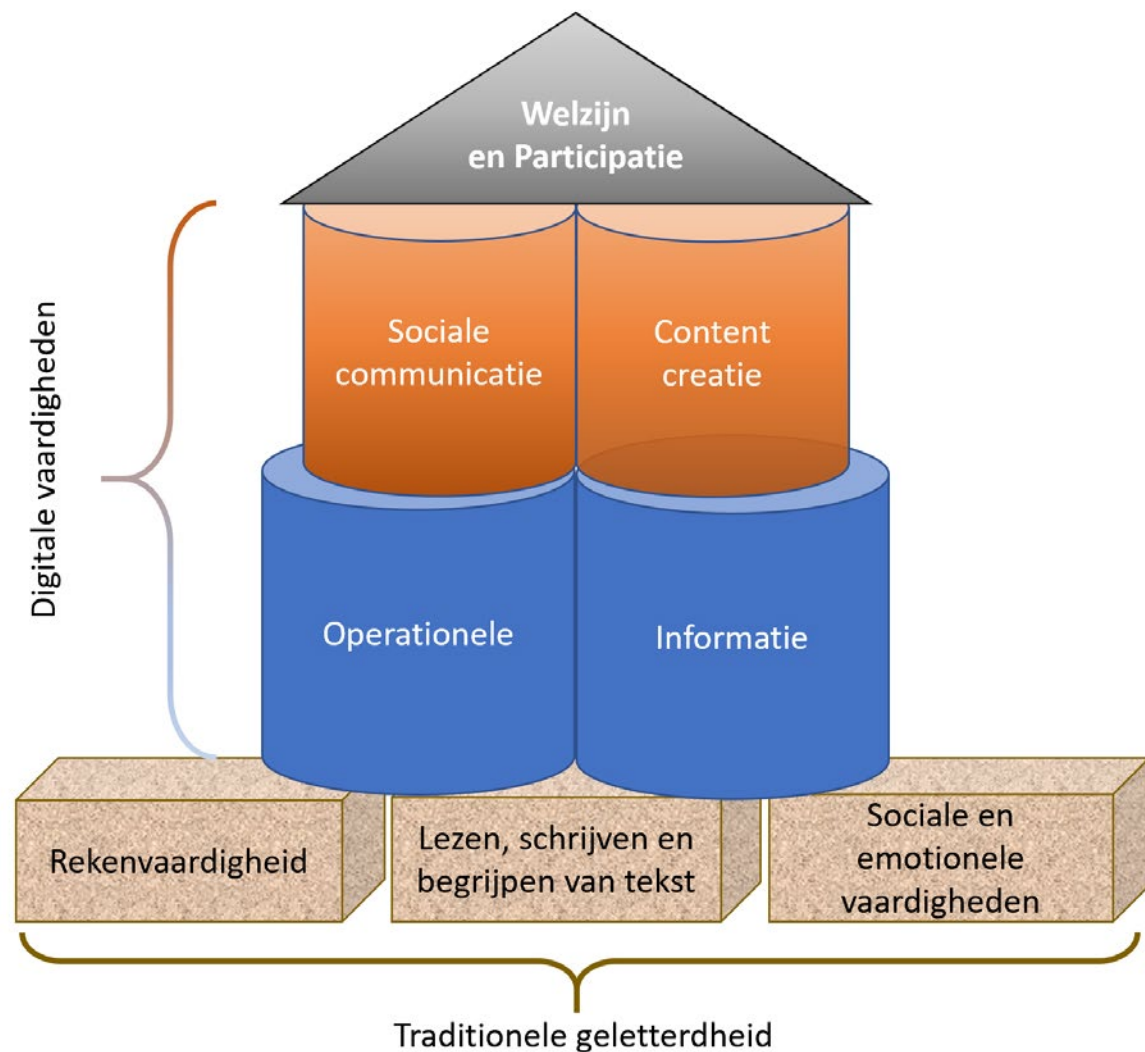 Welzijn
en Participatie
Digitale vaardigheden
Sociale
communicatie
Content
creatie
Operationele
Informatie
Rekenvaardigheid
Lezen, schrijven en
begrijpen van tekst
Sociale en
emotionele
vaardigheden
Traditionele geletterdheid